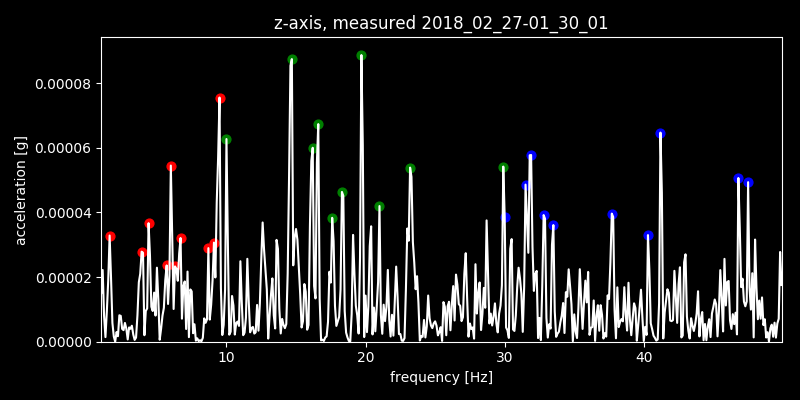 z-axis, measured 2018_02_27-01_30_01
0.00008
0.00006
0.00004
0.00002
0.00000
acceleration [g]
10 20 30 40
frequency [Hz]